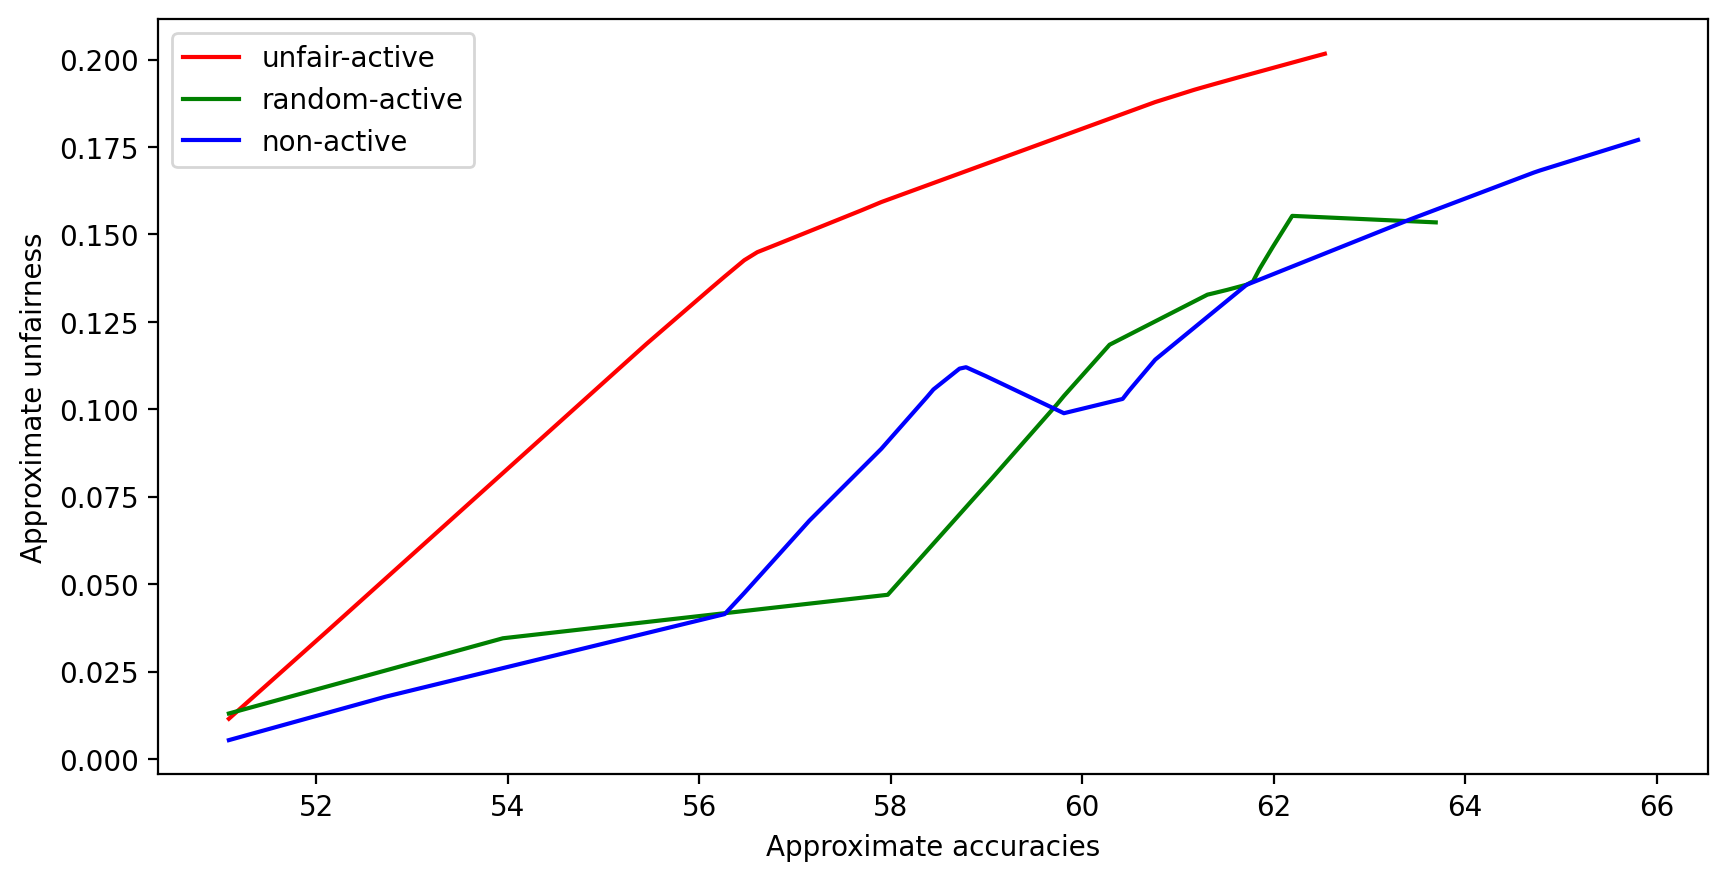 unfair-active
random-active
non-active
0.200
0.175
0.150
0.125
0.100
0.075
0.050
0.025
0.000
Approximate unfairness
52 54 56 58 60 62 64 66
Approximate accuracies